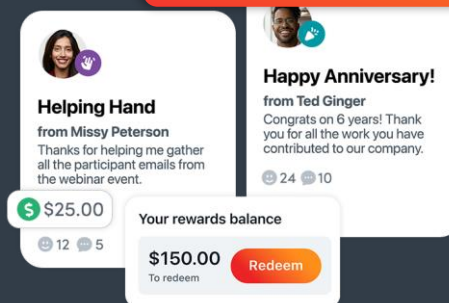 Helping Hand
from Missy Peterson
Thanks for helping me gather
all the participant emails from
the webinar event.
$ $25.00
12 5
Happy Anniversary!
from Ted Ginger
Congrats on 6 years! Thank
you for all the work you have
contributed to our company.
24 10
Your rewards balance
$150.00
To redeem
Redeem